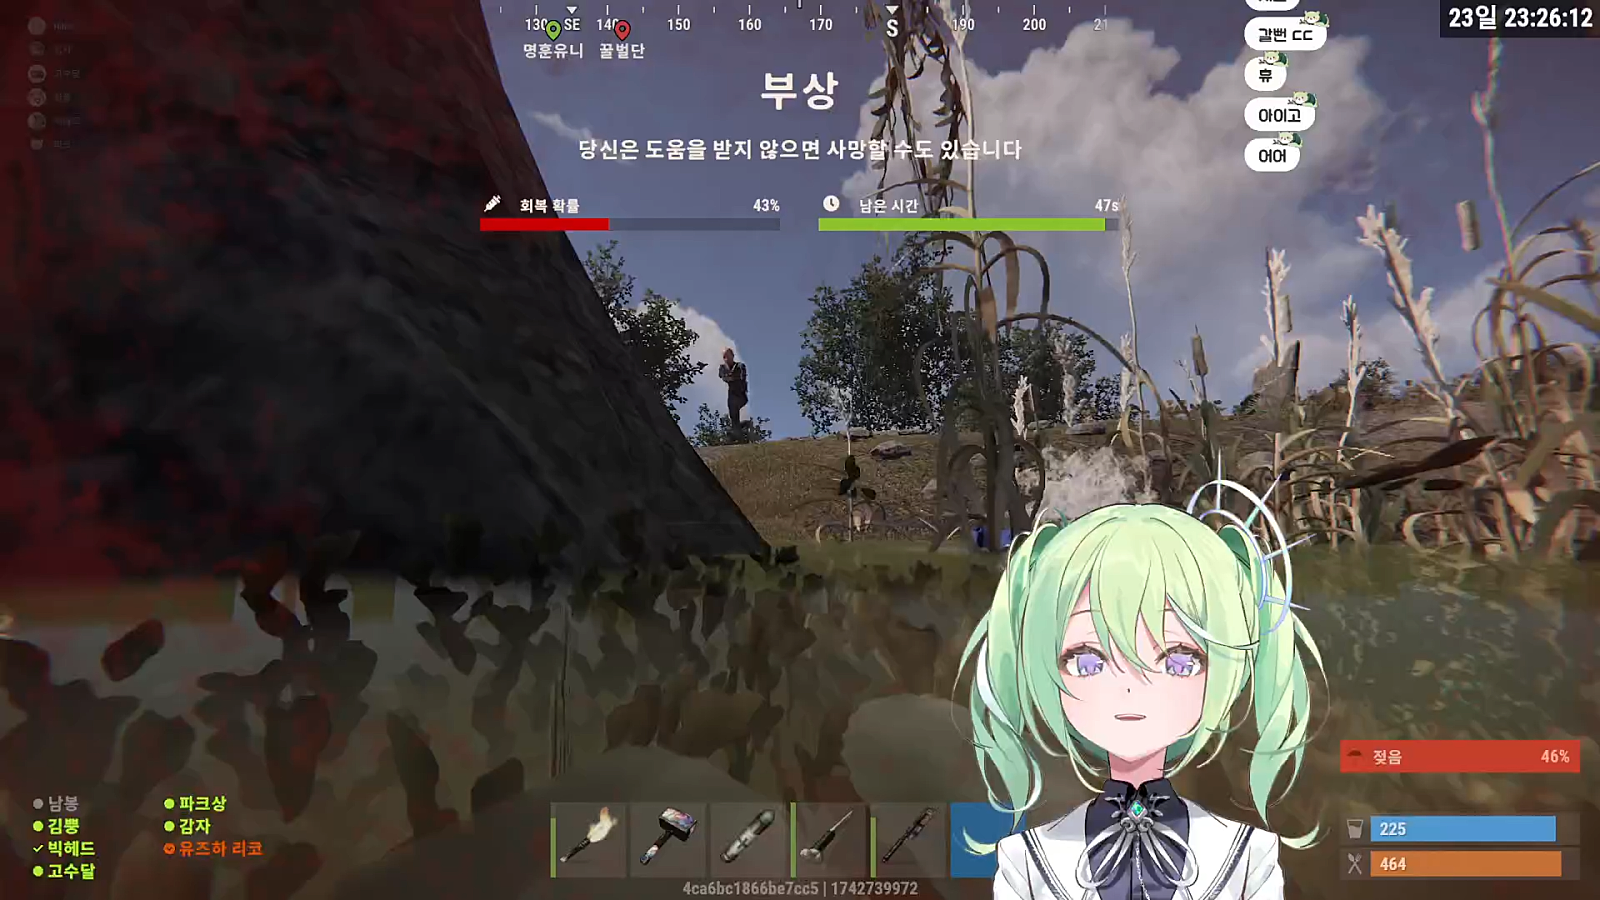 130 SE 140 150 160 170 S 190 200 21
명훈유니 꿀벌단
23일 23:26:12
갈뻔 ㄷㄷ
휴
아이고
어어
부상
당신은 도움을 받지 않으면 사망할 수도 있습니다
회복 확률 43%
남은 시간 47s
젖음 46%
225
464
남봉
김뿡
빅헤드
고수달
파크상
감자
유즈하 리코
4ca6bc1866be7cc5 | 1742739972